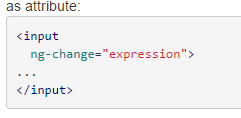 as attribute:
<input
ng-change="expression">
...
</input>